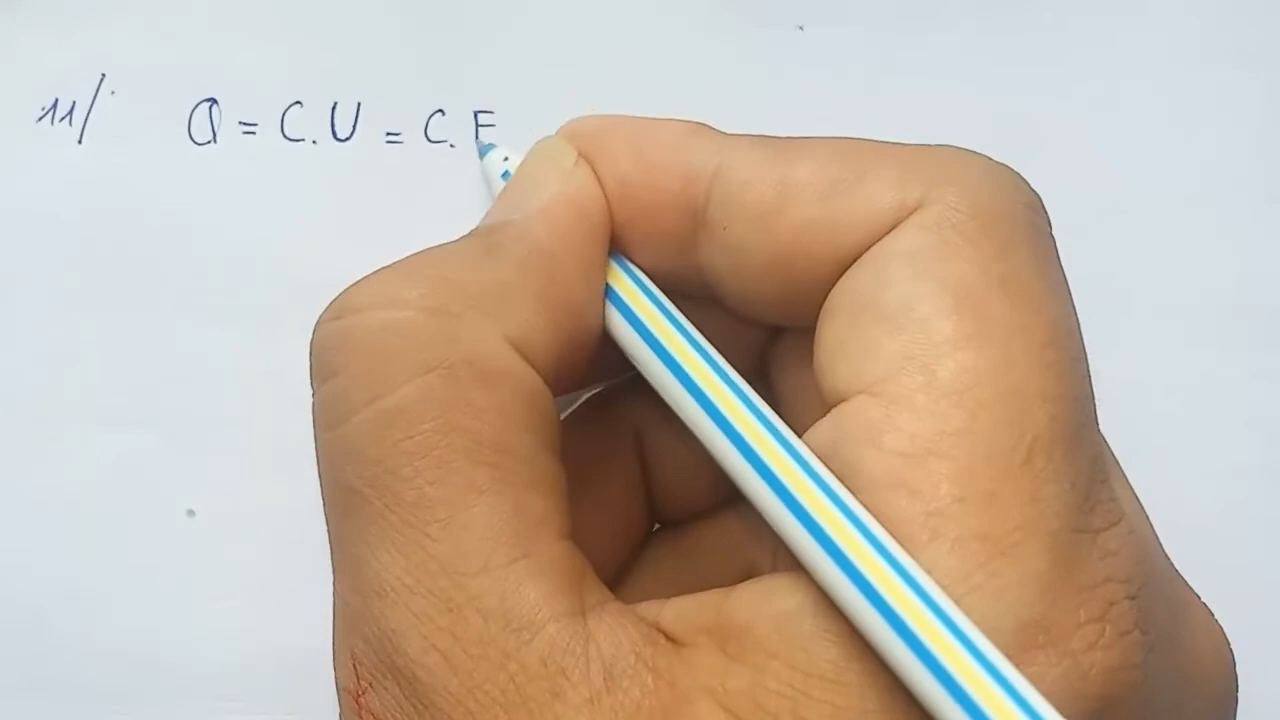 11/ Q = C.U = C.E